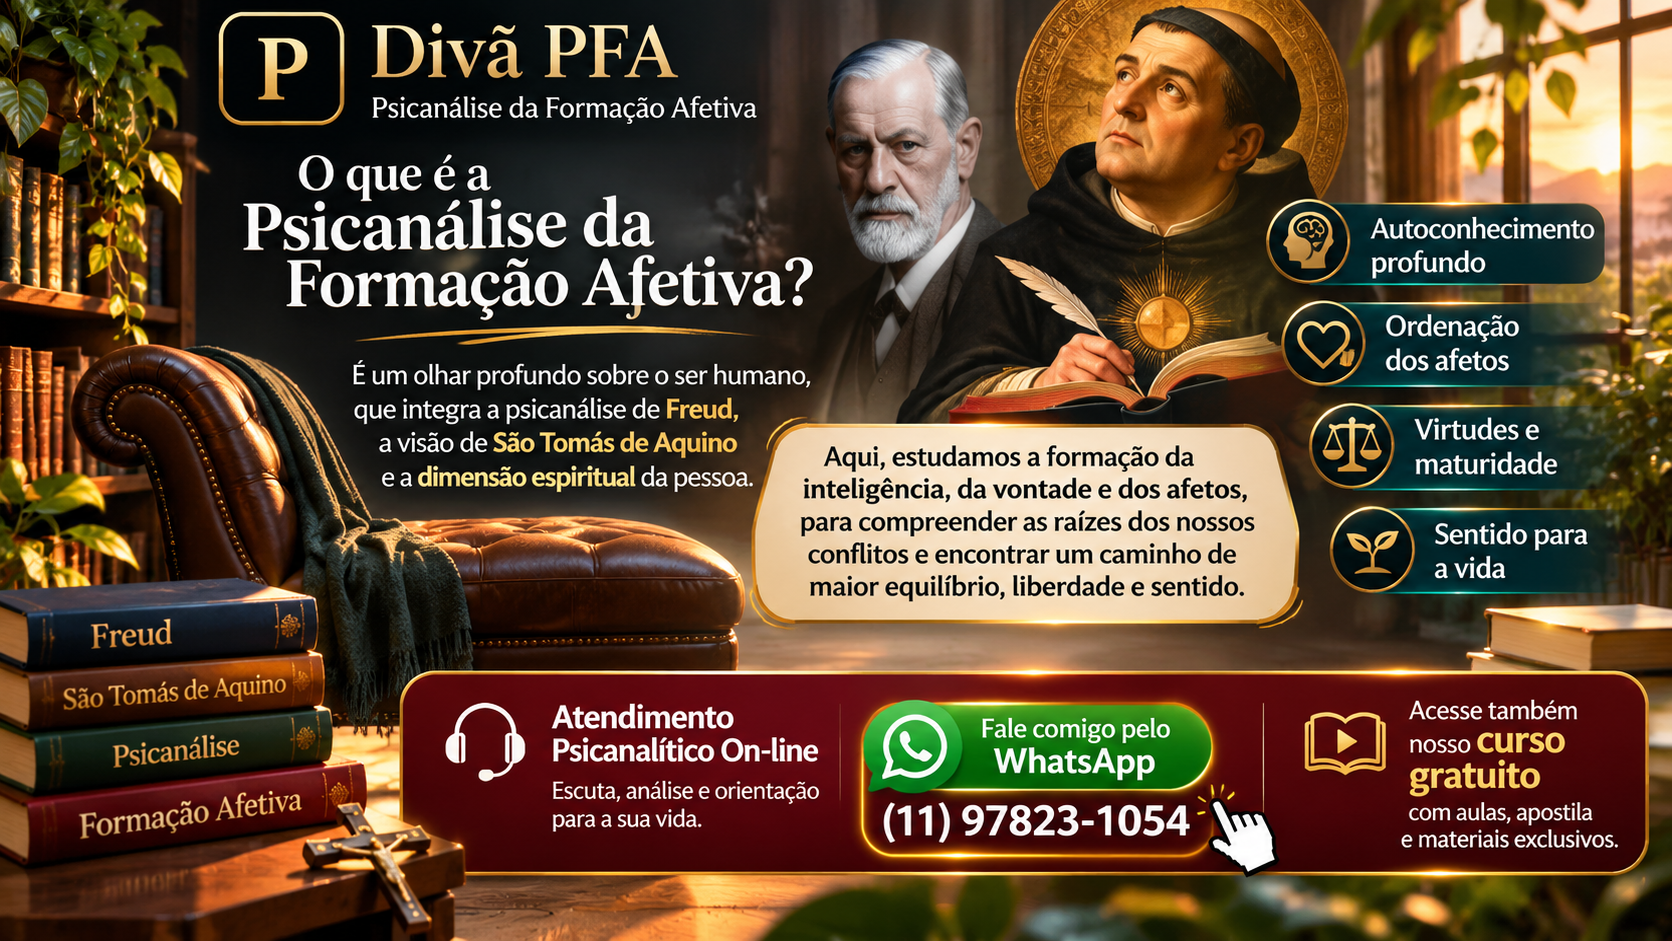 P
Divã PFA
Psicanálise da Formação Afetiva
O que é a
Psicanálise da
Formação Afetiva?
É um olhar profundo sobre o ser humano,
que integra a psicanálise de Freud,
a visão de São Tomás de Aquino
e a dimensão espiritual da pessoa.
Aqui, estudamos a formação da
inteligência, da vontade e dos afetos,
para compreender as raízes dos nossos
conflitos e encontrar um caminho de
maior equilíbrio, liberdade e sentido.
Autoconhecimento
profundo
Ordenação
dos afetos
Virtudes e
maturidade
Sentido para
a vida
Freud
São Tomás de Aquino
Psicanálise
Formação Afetiva
Atendimento
Psicanalítico On-line
Escuta, análise e orientação
para a sua vida.
Fale comigo pelo
WhatsApp
(11) 97823-1054
Acesse também
nosso curso
gratuito
com aulas, apostila
e materiais exclusivos.